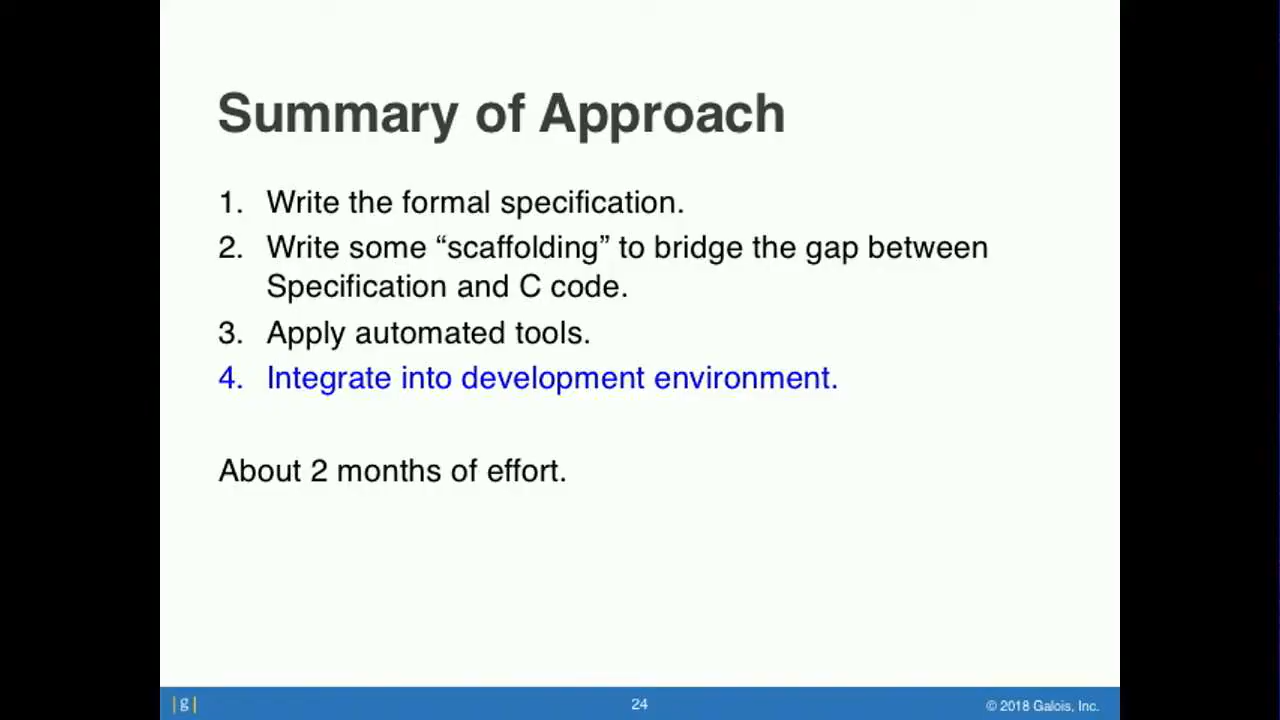 Summary of Approach
1. Write the formal specification.
2. Write some “scaffolding” to bridge the gap between
Specification and C code.
3. Apply automated tools.
4. Integrate into development environment.
About 2 months of effort.
|g|
24
© 2018 Galois, Inc.